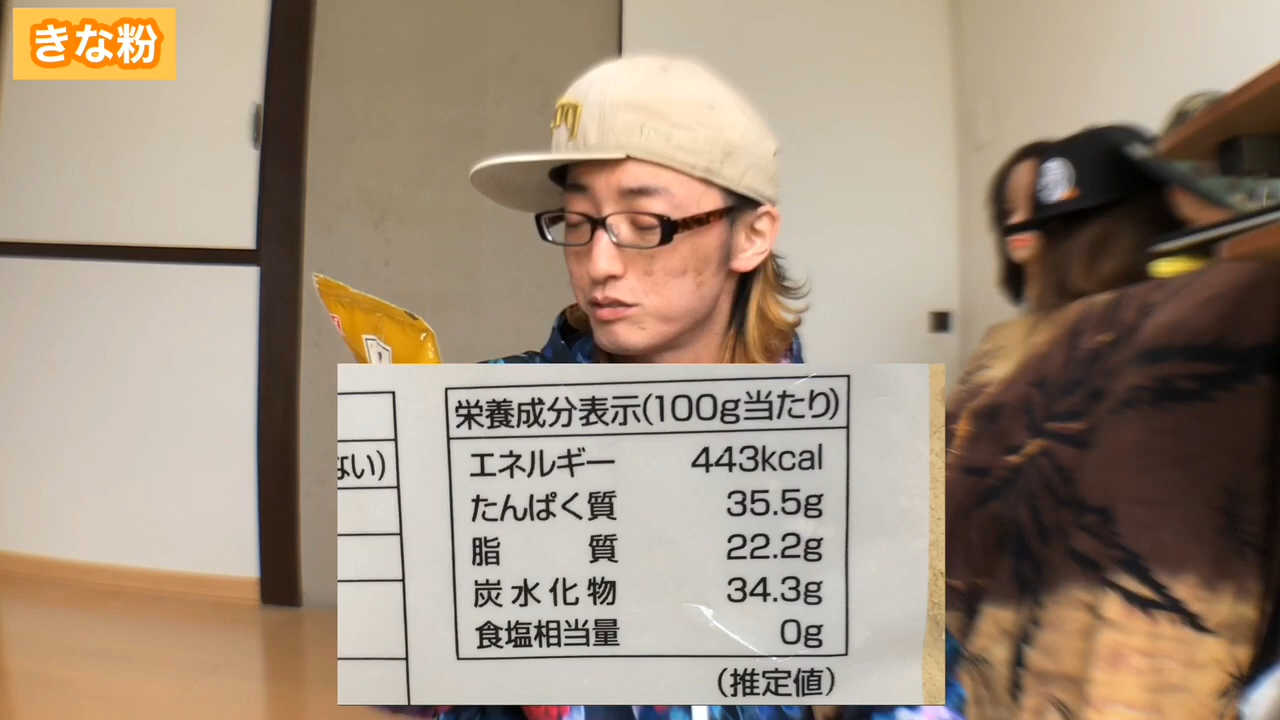 きな粉
栄養成分表示(100g当たり)
ない)
エネルギー 443kcal
たんぱく質 35.5g
脂質 22.2g
炭水化物 34.3g
食塩相当量 0g
(推定値)